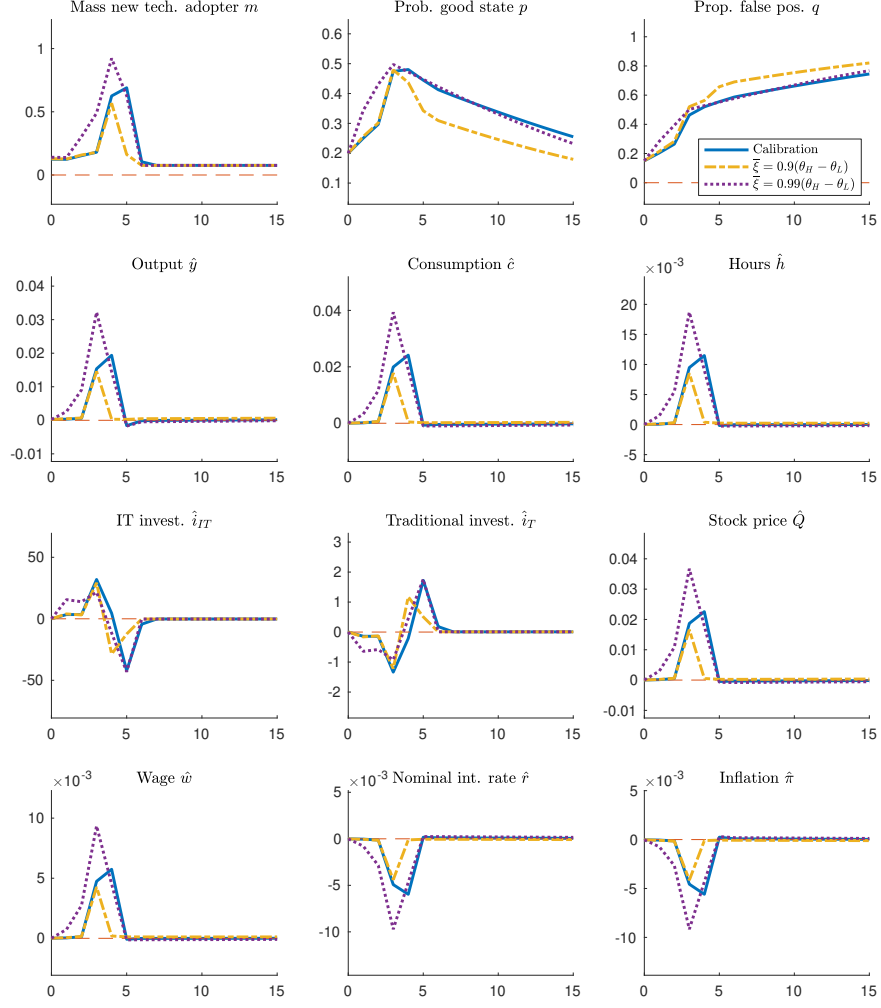 Mass new tech. adopter m
Prob. good state p
Prop. false pos. q
1
0.5
0
0 5 10 15
0.6
0.5
0.4
0.3
0.2
0.1
0 5 10 15
1
0.8
0.6
0.4
0.2
0
0 5 10 15
Calibration
ξ̅ = 0.9(θ_H − θ_L)
ξ̅ = 0.99(θ_H − θ_L)
Output ŷ
Consumption ĉ
Hours ĥ
0.04
0.03
0.02
0.01
0
-0.01
0 5 10 15
0.04
0.02
0
0 5 10 15
×10⁻³
20
15
10
5
0
-5
0 5 10 15
IT invest. î_IT
Traditional invest. î_T
Stock price Q̂
50
0
-50
0 5 10 15
3
2
1
0
-1
-2
0 5 10 15
0.04
0.03
0.02
0.01
0
-0.01
0 5 10 15
Wage ŵ
Nominal int. rate r̂
Inflation π̂
×10⁻³
10
5
0
0 5 10 15
×10⁻³
5
0
-5
-10
0 5 10 15
×10⁻³
5
0
-5
-10
0 5 10 15